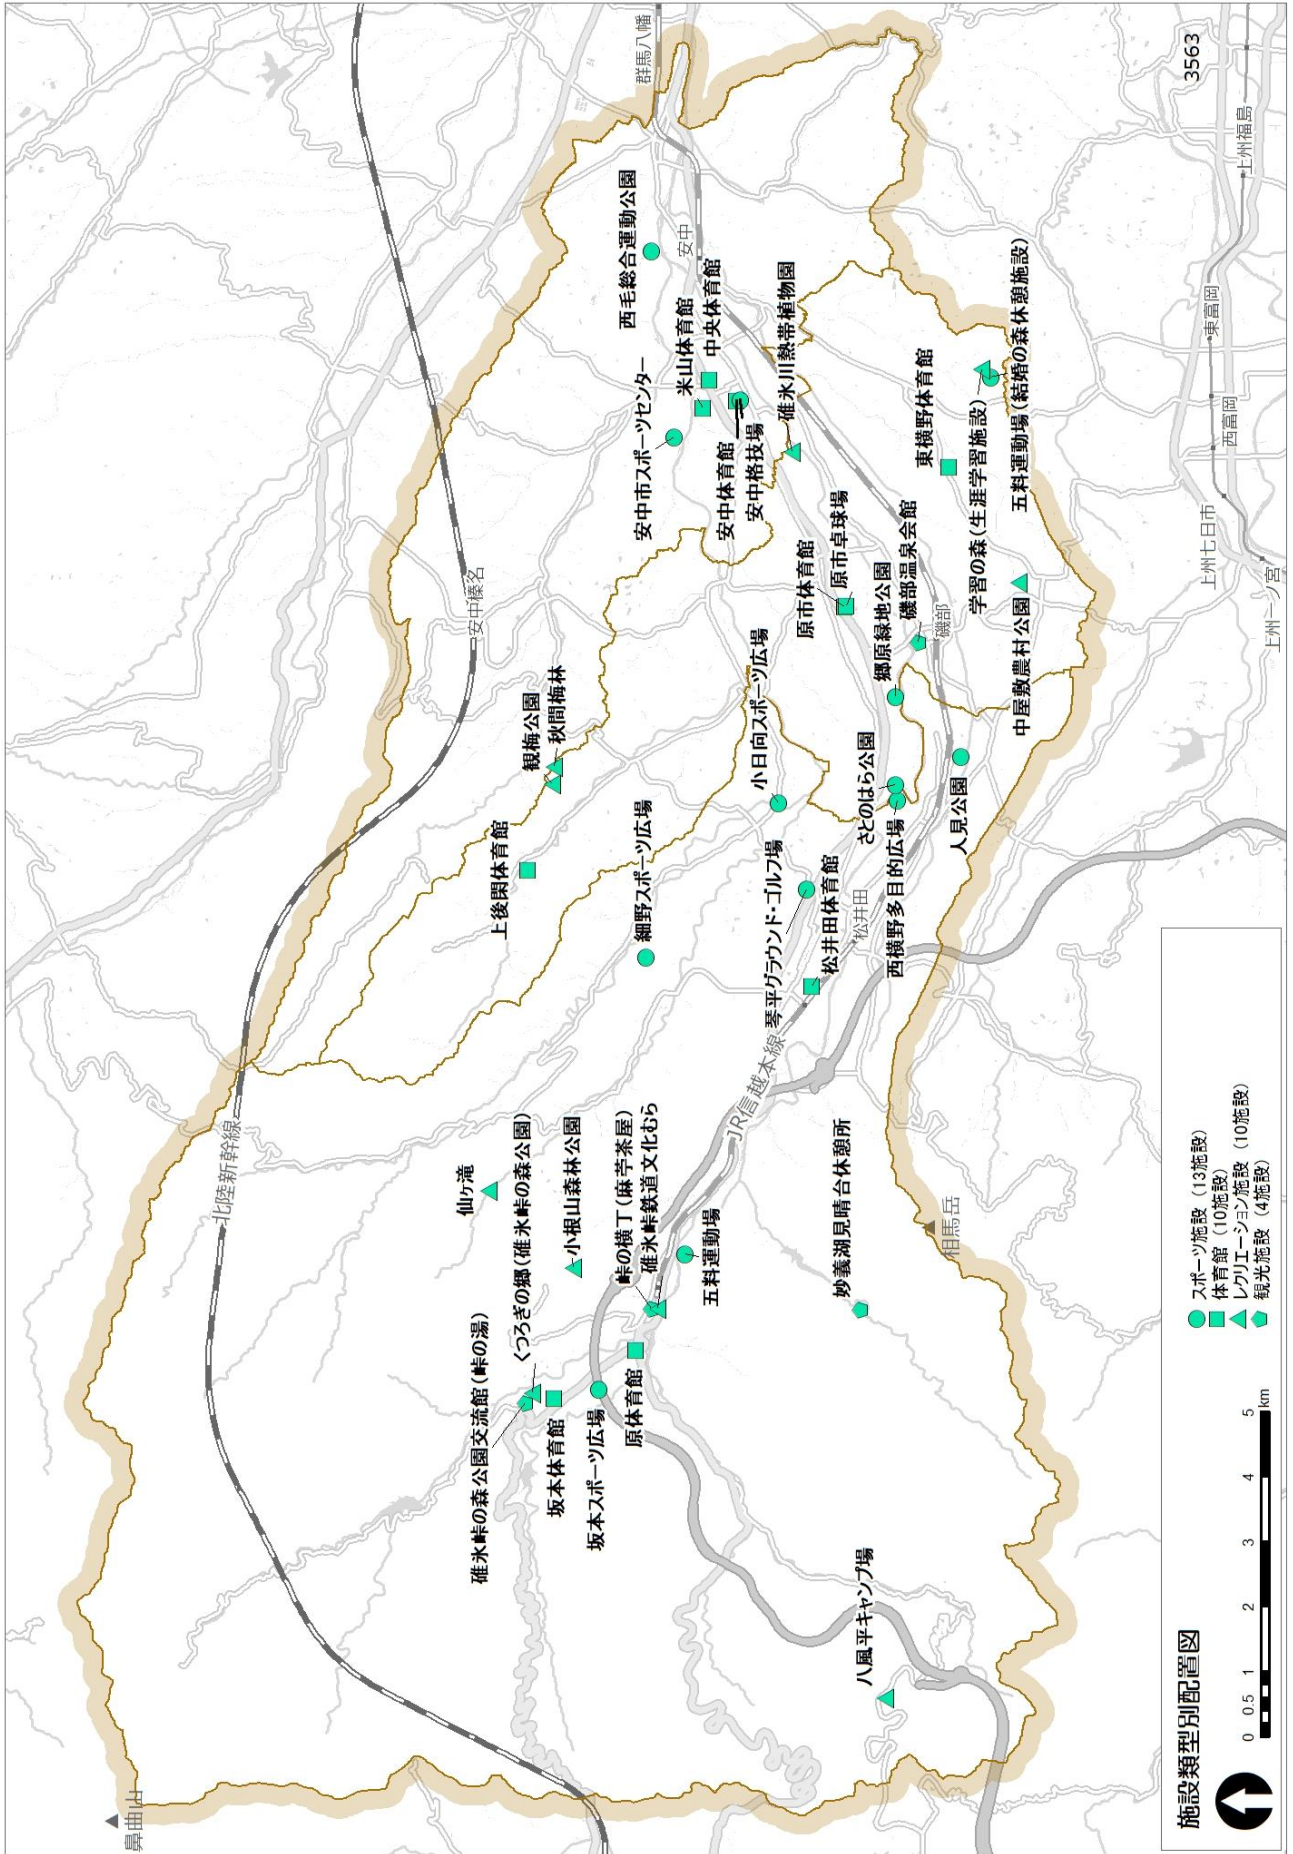 鼻曲山
北陸新幹線
安中榛名
群馬八幡
仙ヶ滝
上後閑体育館
観梅公園
秋間梅林
碓氷峠の森公園交流館(峠の湯)
くつろぎの郷(碓氷峠の森公園)
小根山森林公園
坂本体育館
坂本スポーツ広場
原体育館
峠の横丁(麻苧茶屋)
碓氷峠鉄道文化むら
五料運動場
細野スポーツ広場
西毛総合運動公園
安中
安中市スポーツセンター
米山体育館
中央体育館
安中体育館
安中格技場
碓氷川熱帯植物園
JR信越本線
琴平グラウンド・ゴルフ場
小日向スポーツ広場
松井田体育館
松井田
原市体育館
原市卓球場
さとのはら公園
西横野多目的広場
郷原緑地公園
磯部温泉会館
磯部
東横野体育館
学習の森(生涯学習施設)
五料運動場(結婚の森休憩施設)
人見公園
中屋敷農村公園
妙義湖見晴台休憩所
相馬岳
八風平キャンプ場
上州一ノ宮
上州七日市
西富岡
東富岡
上州福島
3563
施設類型別配置図
0 0.5 1 2 3 4 5
km
スポーツ施設 (13施設)
体育館 (10施設)
レクリエーション施設 (10施設)
観光施設 (4施設)